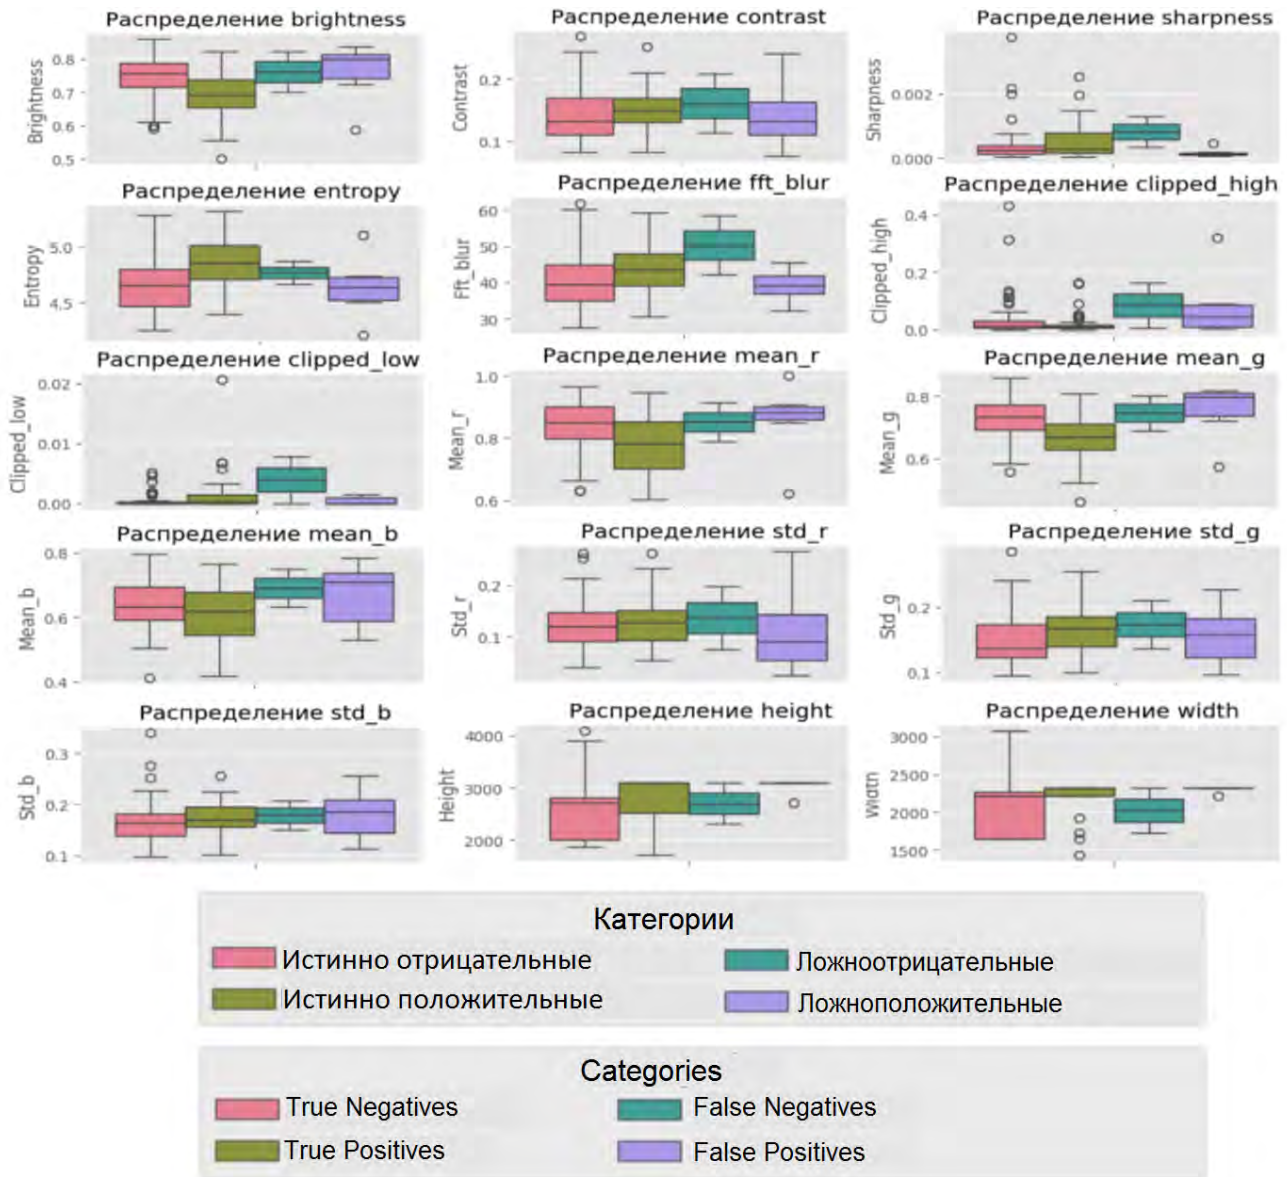 Распределение brightness
Brightness
0.8
0.7
0.6
0.5
Распределение contrast
Contrast
0.2
0.1
Распределение sharpness
Sharpness
0.002
0.000
Распределение entropy
Entropy
5.0
4.5
Распределение fft_blur
Fft_blur
60
50
40
30
Распределение clipped_high
Clipped_high
0.4
0.2
0.0
Распределение clipped_low
Clipped_low
0.02
0.01
0.00
Распределение mean_r
Mean_r
1.0
0.8
0.6
Распределение mean_g
Mean_g
0.8
0.6
Распределение mean_b
Mean_b
0.8
0.6
0.4
Распределение std_r
Std_r
0.2
0.1
Распределение std_g
Std_g
0.2
0.1
Распределение std_b
Std_b
0.3
0.2
0.1
Распределение height
Height
4000
3000
2000
Распределение width
Width
3000
2500
2000
1500
Категории
Истинно отрицательные
Ложноотрицательные
Истинно положительные
Ложноположительные
Categories
True Negatives
False Negatives
True Positives
False Positives